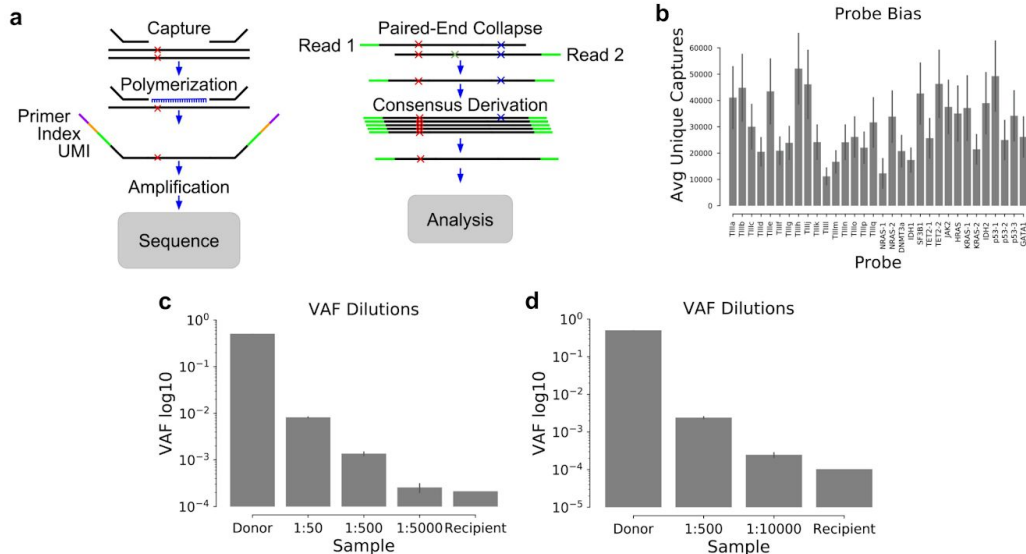 a
Capture
Polymerization
Primer
Index
UMI
Amplification
Sequence
Paired-End Collapse
Read 1
Read 2
Consensus Derivation
Analysis
b
Probe Bias
Avg Unique Captures
60000
50000
40000
30000
20000
10000
0
TIIIa
TIIIb
TIIIc
TIIId
TIIIe
TIIIf
TIIIg
TIIIh
TIIIj
TIIIk
TIIIl
TIIIm
TIIIn
TIIIo
TIIIp
TIIIq
NRAS-1
NRAS-2
DNMT3a
IDH1
SF3B1
TET2-1
TET2-2
JAK2
HRAS
KRAS-1
KRAS-2
IDH2
p53-1
p53-2
p53-3
GATA1
Probe
c
VAF Dilutions
VAF log10
10⁰
10⁻¹
10⁻²
10⁻³
10⁻⁴
Donor 1:50 1:500 1:5000 Recipient
Sample
d
VAF Dilutions
VAF log10
10⁰
10⁻¹
10⁻²
10⁻³
10⁻⁴
10⁻⁵
Donor 1:500 1:10000 Recipient
Sample